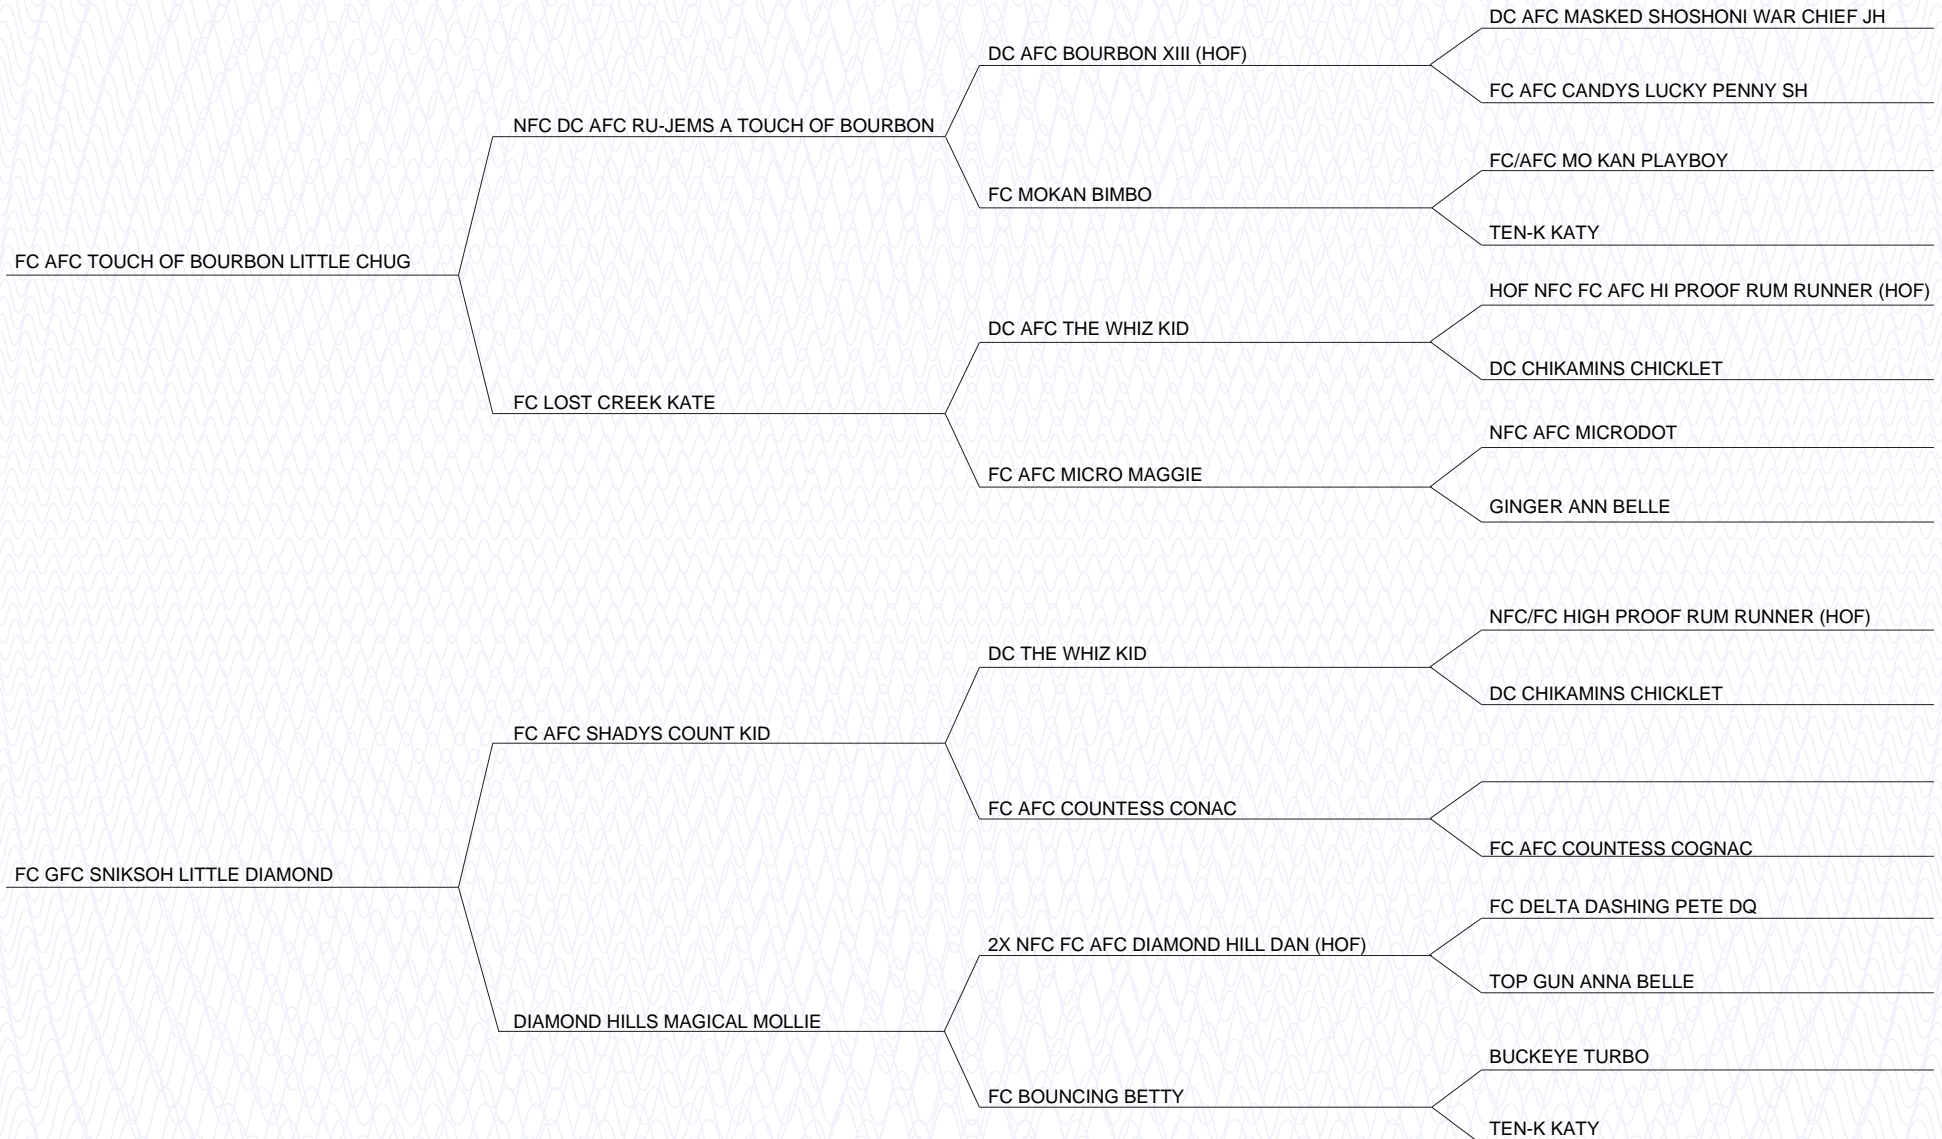 DC AFC MASKED SHOSHONI WAR CHIEF JH
DC AFC BOURBON XIII (HOF)
FC AFC CANDYS LUCKY PENNY SH
NFC DC AFC RU-JEMS A TOUCH OF BOURBON
FC/AFC MO KAN PLAYBOY
FC MOKAN BIMBO
TEN-K KATY
FC AFC TOUCH OF BOURBON LITTLE CHUG
HOF NFC FC AFC HI PROOF RUM RUNNER (HOF)
DC AFC THE WHIZ KID
DC CHIKAMINS CHICKLET
FC LOST CREEK KATE
NFC AFC MICRODOT
FC AFC MICRO MAGGIE
GINGER ANN BELLE
NFC/FC HIGH PROOF RUM RUNNER (HOF)
DC THE WHIZ KID
DC CHIKAMINS CHICKLET
FC AFC SHADYS COUNT KID
FC AFC COUNTESS CONAC
FC AFC COUNTESS COGNAC
FC GFC SNIKSOH LITTLE DIAMOND
FC DELTA DASHING PETE DQ
2X NFC FC AFC DIAMOND HILL DAN (HOF)
TOP GUN ANNA BELLE
DIAMOND HILLS MAGICAL MOLLIE
BUCKEYE TURBO
FC BOUNCING BETTY
TEN-K KATY